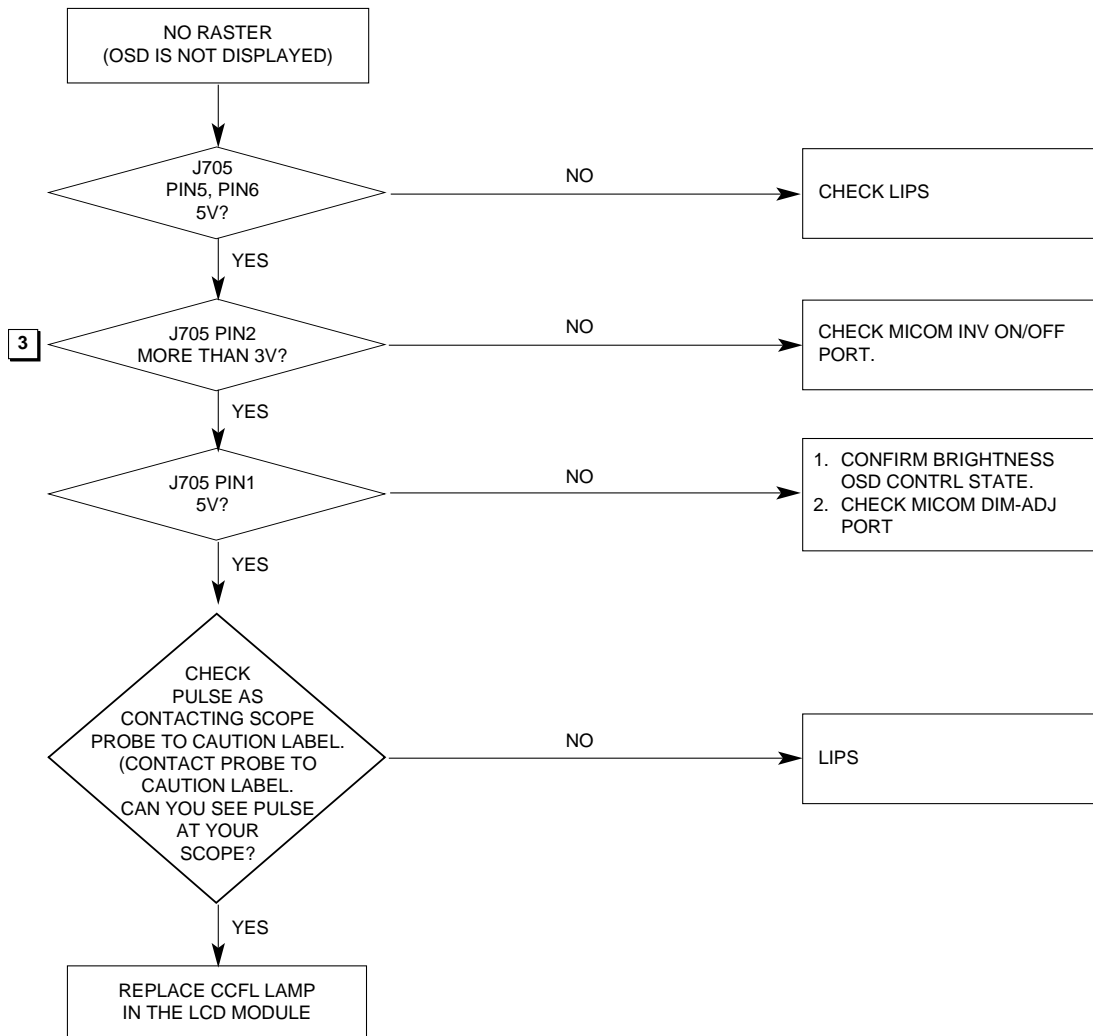 NO RASTER
(OSD IS NOT DISPLAYED)
J705
PIN5, PIN6
5V?
NO
CHECK LIPS
YES
3
J705 PIN2
MORE THAN 3V?
NO
CHECK MICOM INV ON/OFF
PORT.
YES
J705 PIN1
5V?
NO
1. CONFIRM BRIGHTNESS
OSD CONTRL STATE.
2. CHECK MICOM DIM-ADJ
PORT
YES
CHECK
PULSE AS
CONTACTING SCOPE
PROBE TO CAUTION LABEL.
(CONTACT PROBE TO
CAUTION LABEL.
CAN YOU SEE PULSE
AT YOUR
SCOPE?
NO
LIPS
YES
REPLACE CCFL LAMP
IN THE LCD MODULE